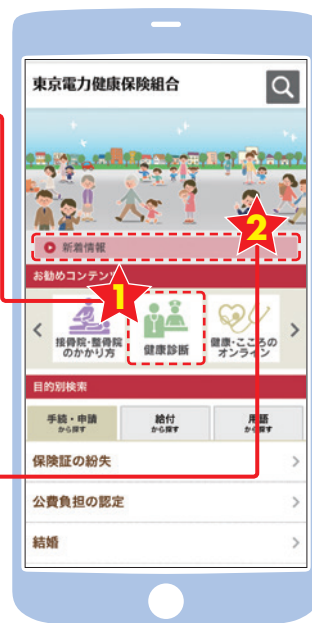 東京電力健康保険組合
新着情報
2
お勧めコンテンツ
1
接骨院・整骨院
のかかり方
健康診断
健康・こころの
オンライン
目的別検索
手続・申請
から探す
給付
から探す
用語
から探す
保険証の紛失
公費負担の認定
結婚